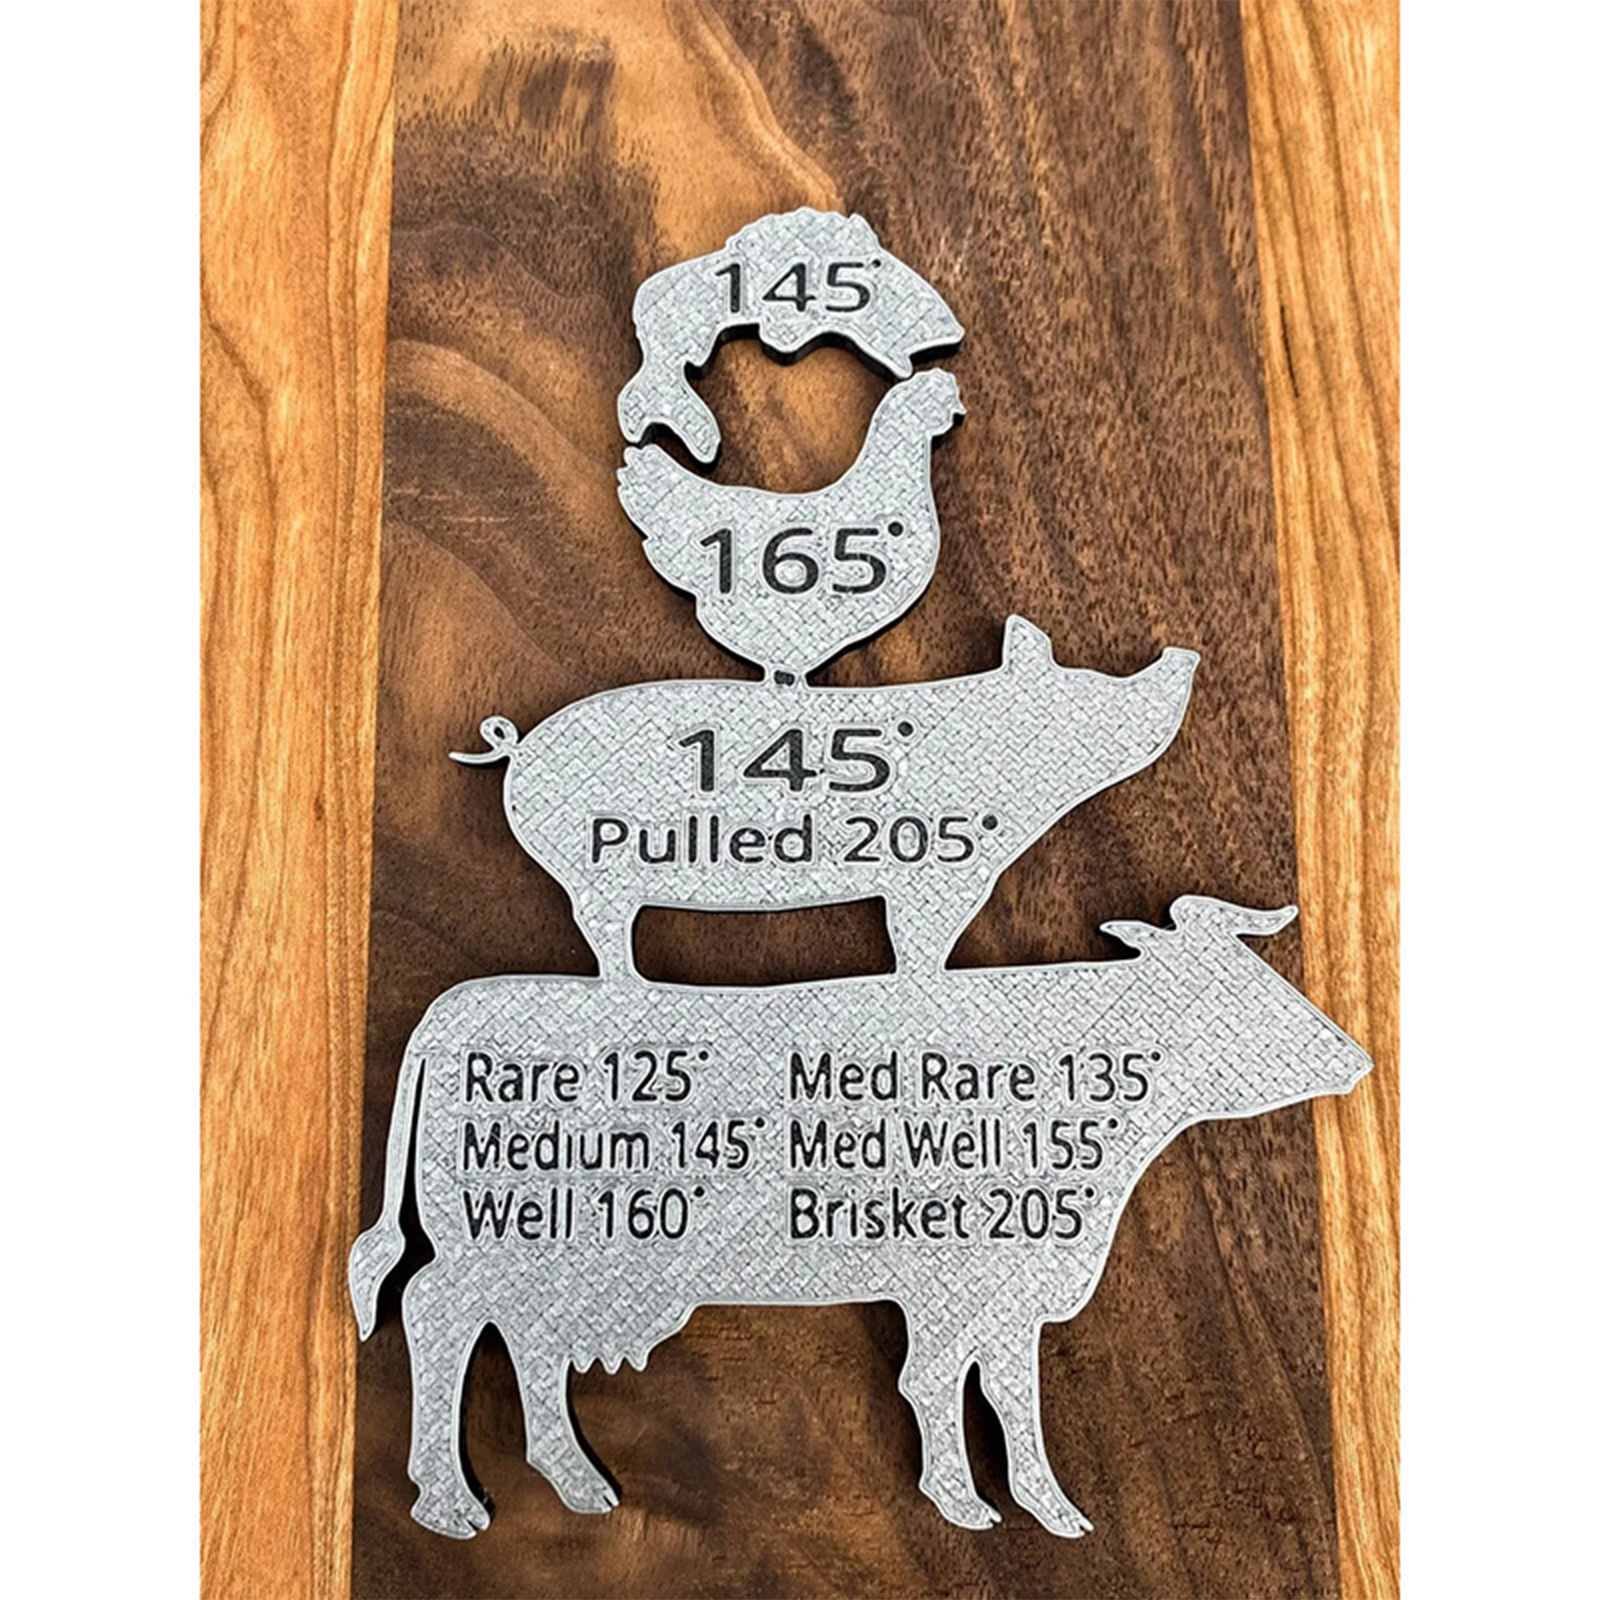 145°
165°
145°
Pulled 205°
Rare 125° Med Rare 135°
Medium 145° Med Well 155°
Well 160° Brisket 205°